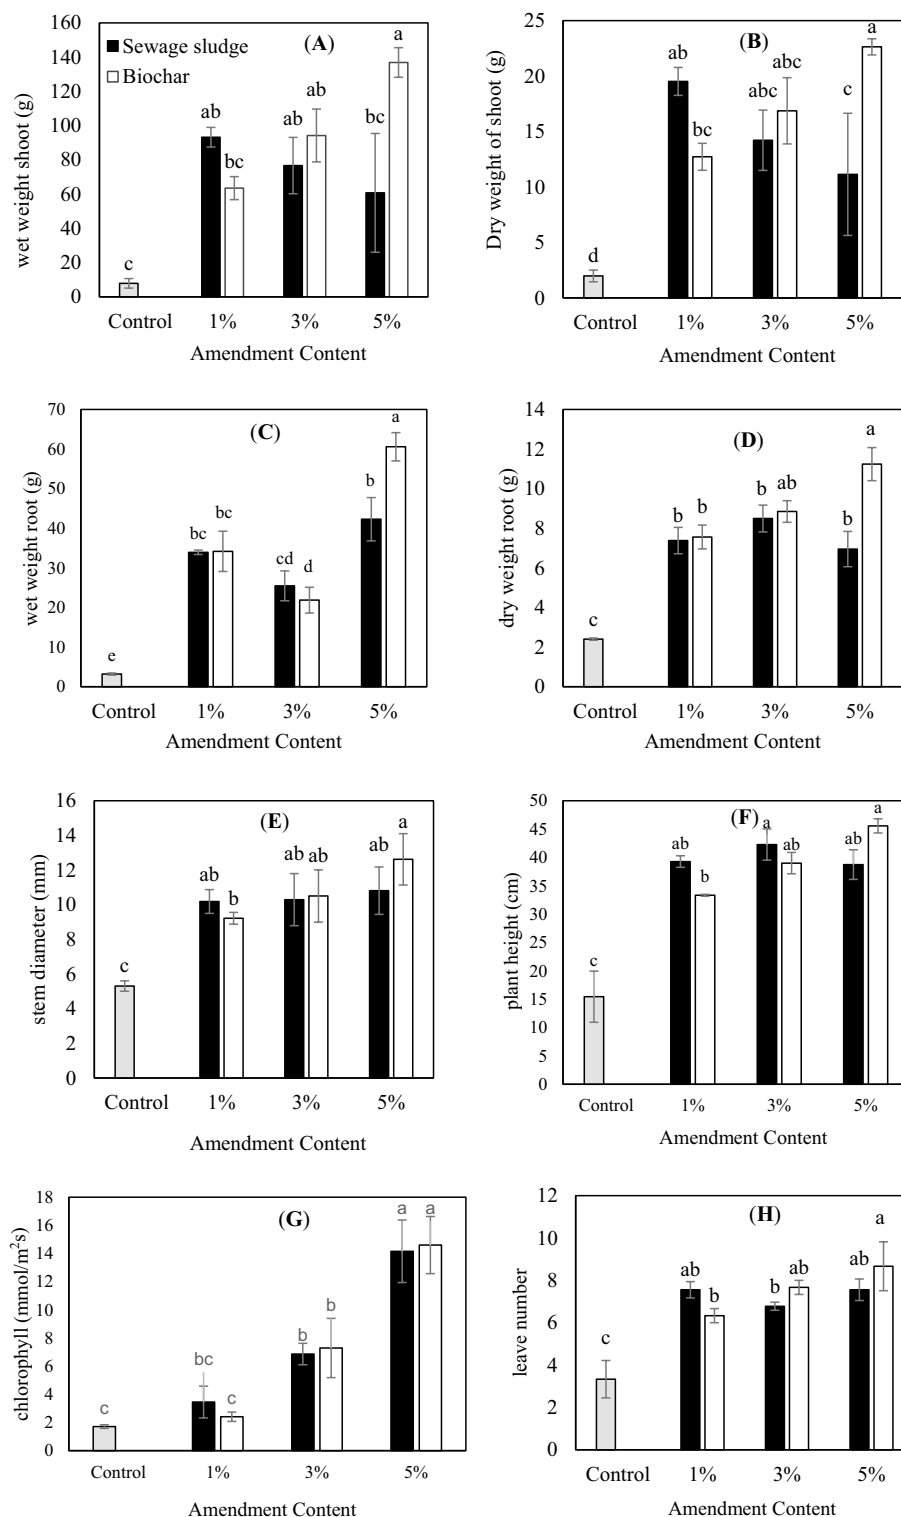 (A)
Sewage sludge
Biochar
wet weight shoot (g)
160
140
120
100
80
60
40
20
0
c
ab
bc
ab
ab
bc
a
Control 1% 3% 5%
Amendment Content
(B)
Dry weight of shoot (g)
25
20
15
10
5
0
d
ab
bc
abc
abc
c
a
Control 1% 3% 5%
Amendment Content
(C)
wet weight root (g)
70
60
50
40
30
20
10
0
e
bc
bc
cd
d
b
a
Control 1% 3% 5%
Amendment Content
(D)
dry weight root (g)
14
12
10
8
6
4
2
0
c
b
b
b
ab
b
a
Control 1% 3% 5%
Amendment Content
(E)
stem diameter (mm)
16
14
12
10
8
6
4
2
0
c
ab
b
ab
ab
ab
a
Control 1% 3% 5%
Amendment Content
(F)
plant height (cm)
50
45
40
35
30
25
20
15
10
5
0
c
ab
b
a
ab
ab
a
Control 1% 3% 5%
Amendment Content
(G)
chlorophyll (mmol/m²s)
18
16
14
12
10
8
6
4
2
0
c
bc
c
b
b
a
a
Control 1% 3% 5%
Amendment Content
(H)
leave number
12
10
8
6
4
2
0
c
ab
b
b
ab
ab
a
Control 1% 3% 5%
Amendment Content